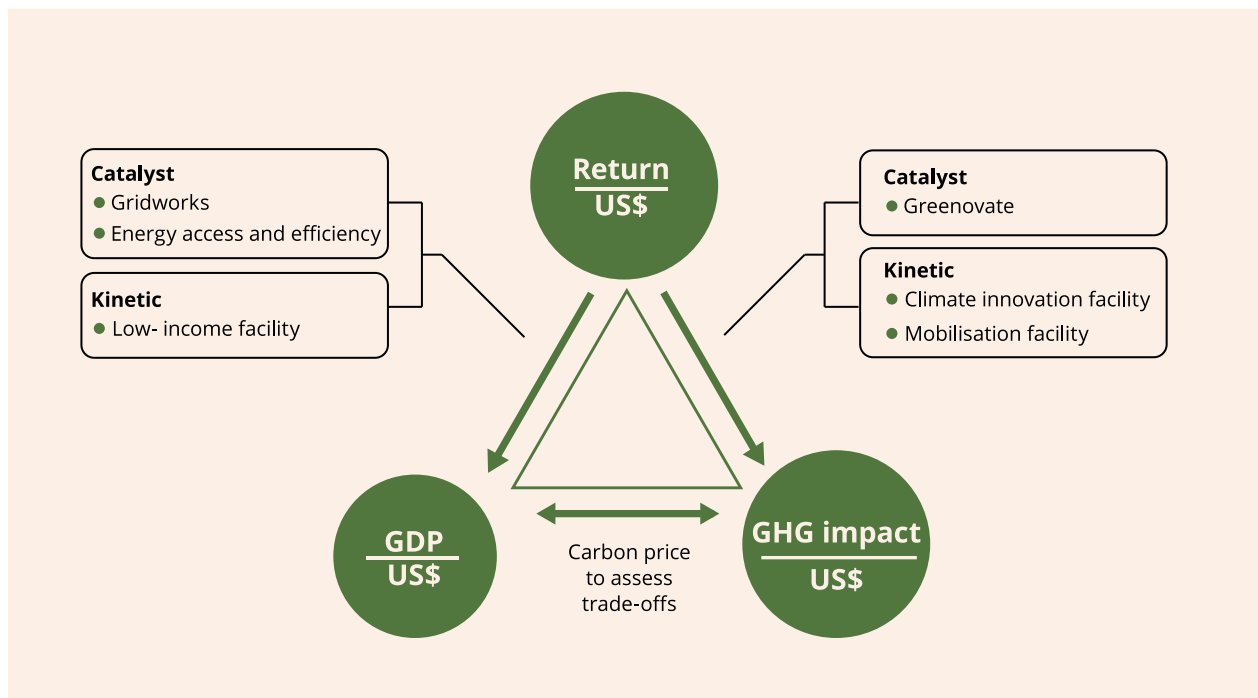 Return
US$
Catalyst
Gridworks
Energy access and efficiency
Kinetic
Low- income facility
Catalyst
Greenovate
Kinetic
Climate innovation facility
Mobilisation facility
GDP
US$
Carbon price
to assess
trade-offs
GHG impact
US$